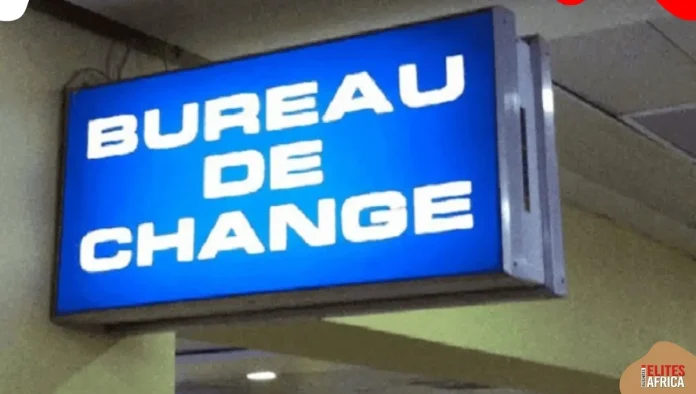 BUREAU
DE
CHANGE
ELITES
AFRICA